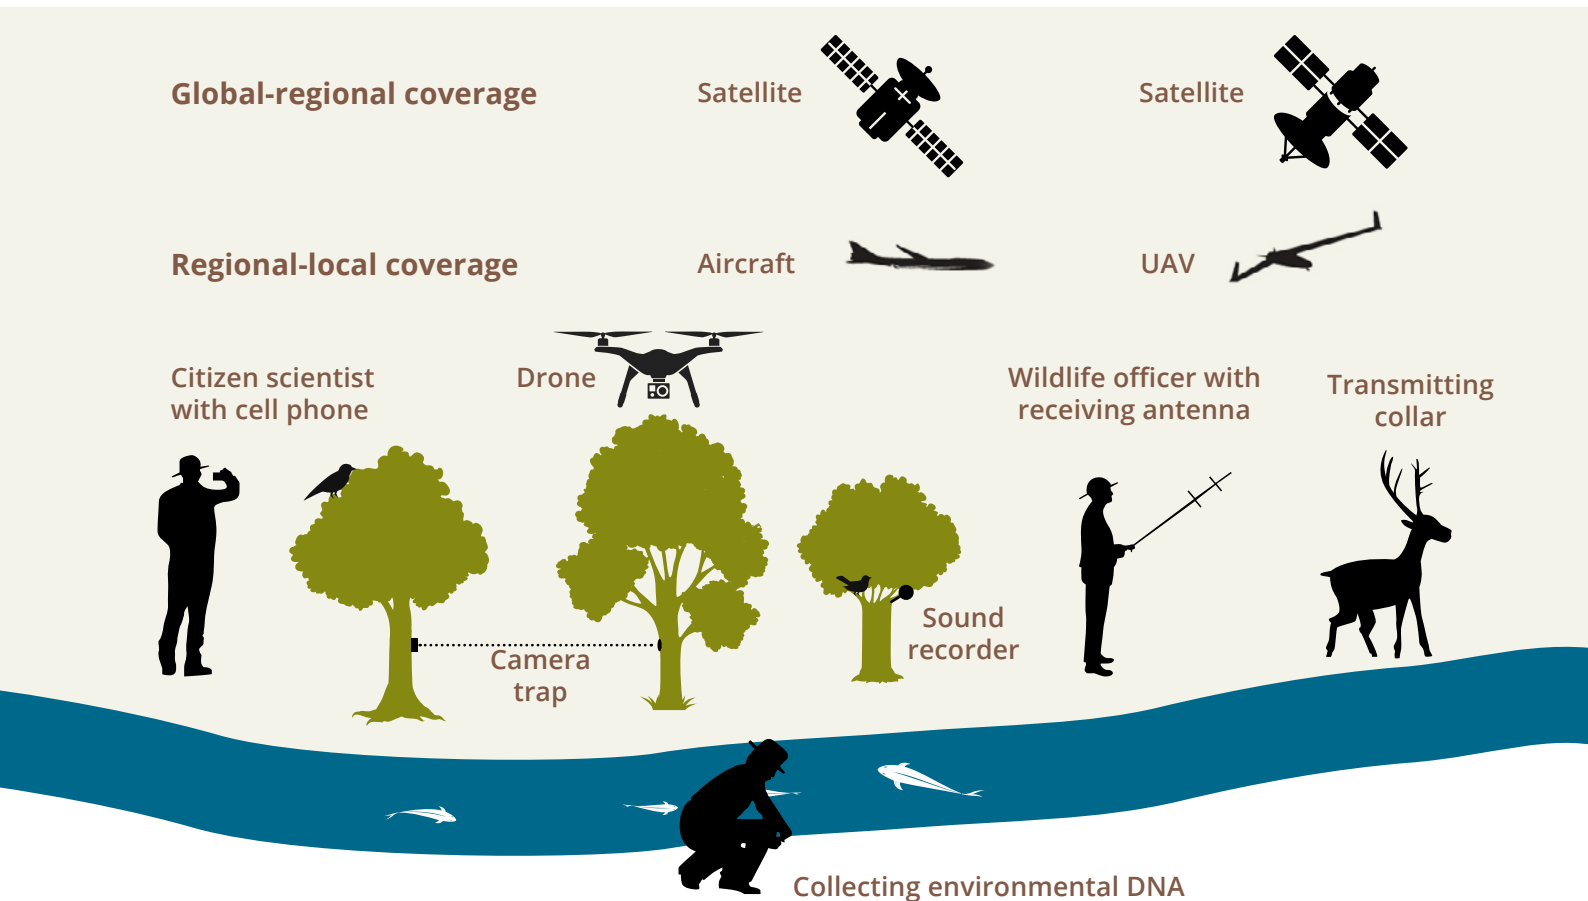 Global-regional coverage
Satellite
Satellite
Regional-local coverage
Aircraft
UAV
Citizen scientist
with cell phone
Drone
Wildlife officer with
receiving antenna
Transmitting
collar
Camera
trap
Sound
recorder
Collecting environmental DNA